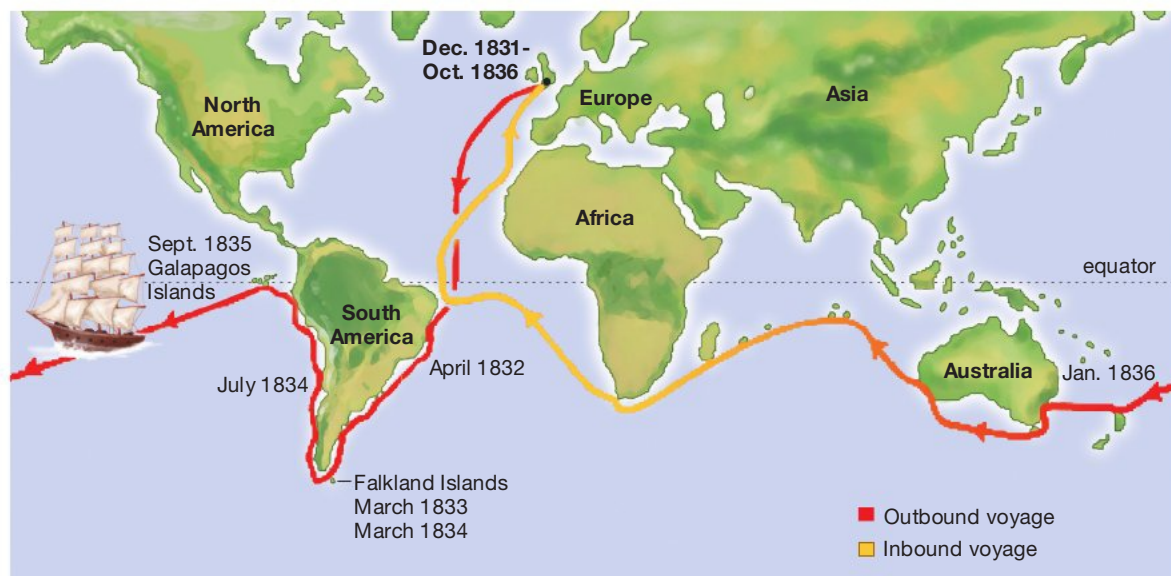 Dec. 1831-
Oct. 1836
North
America
Europe
Asia
Africa
Sept. 1835
Galapagos
Islands
equator
South
America
April 1832
July 1834
Australia
Jan. 1836
Falkland Islands
March 1833
March 1834
Outbound voyage
Inbound voyage